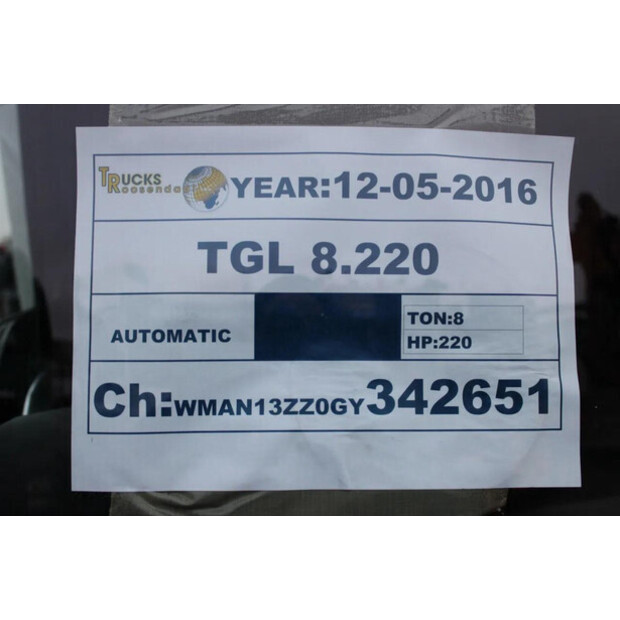 TRUCKS
Roosendaal
YEAR:12-05-2016
TGL 8.220
AUTOMATIC
TON:8
HP:220
Ch:WMAN13ZZ0GY342651